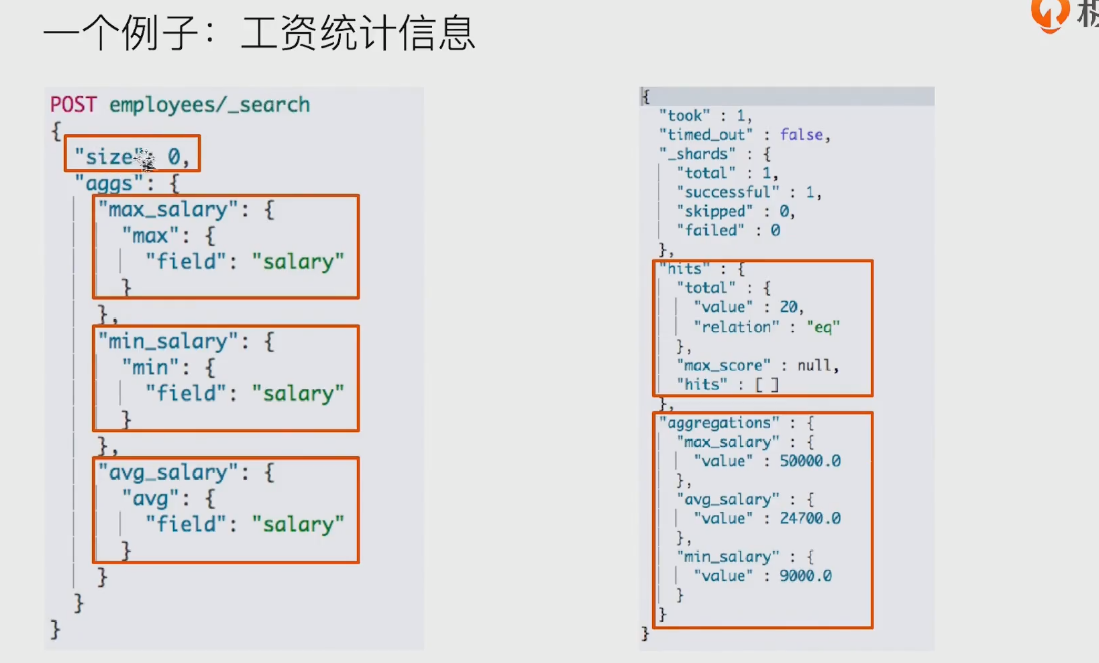 一个例子：工资统计信息
POST employees/_search
{
  "size": 0,
  "aggs": {
    "max_salary": {
      "max": {
        "field": "salary"
      }
    },
    "min_salary": {
      "min": {
        "field": "salary"
      }
    },
    "avg_salary": {
      "avg": {
        "field": "salary"
      }
    }
  }
}
{
  "took" : 1,
  "timed_out" : false,
  "_shards" : {
    "total" : 1,
    "successful" : 1,
    "skipped" : 0,
    "failed" : 0
  },
  "hits" : {
    "total" : {
      "value" : 20,
      "relation" : "eq"
    },
    "max_score" : null,
    "hits" : [ ]
  },
  "aggregations" : {
    "max_salary" : {
      "value" : 50000.0
    },
    "avg_salary" : {
      "value" : 24700.0
    },
    "min_salary" : {
      "value" : 9000.0
    }
  }
}